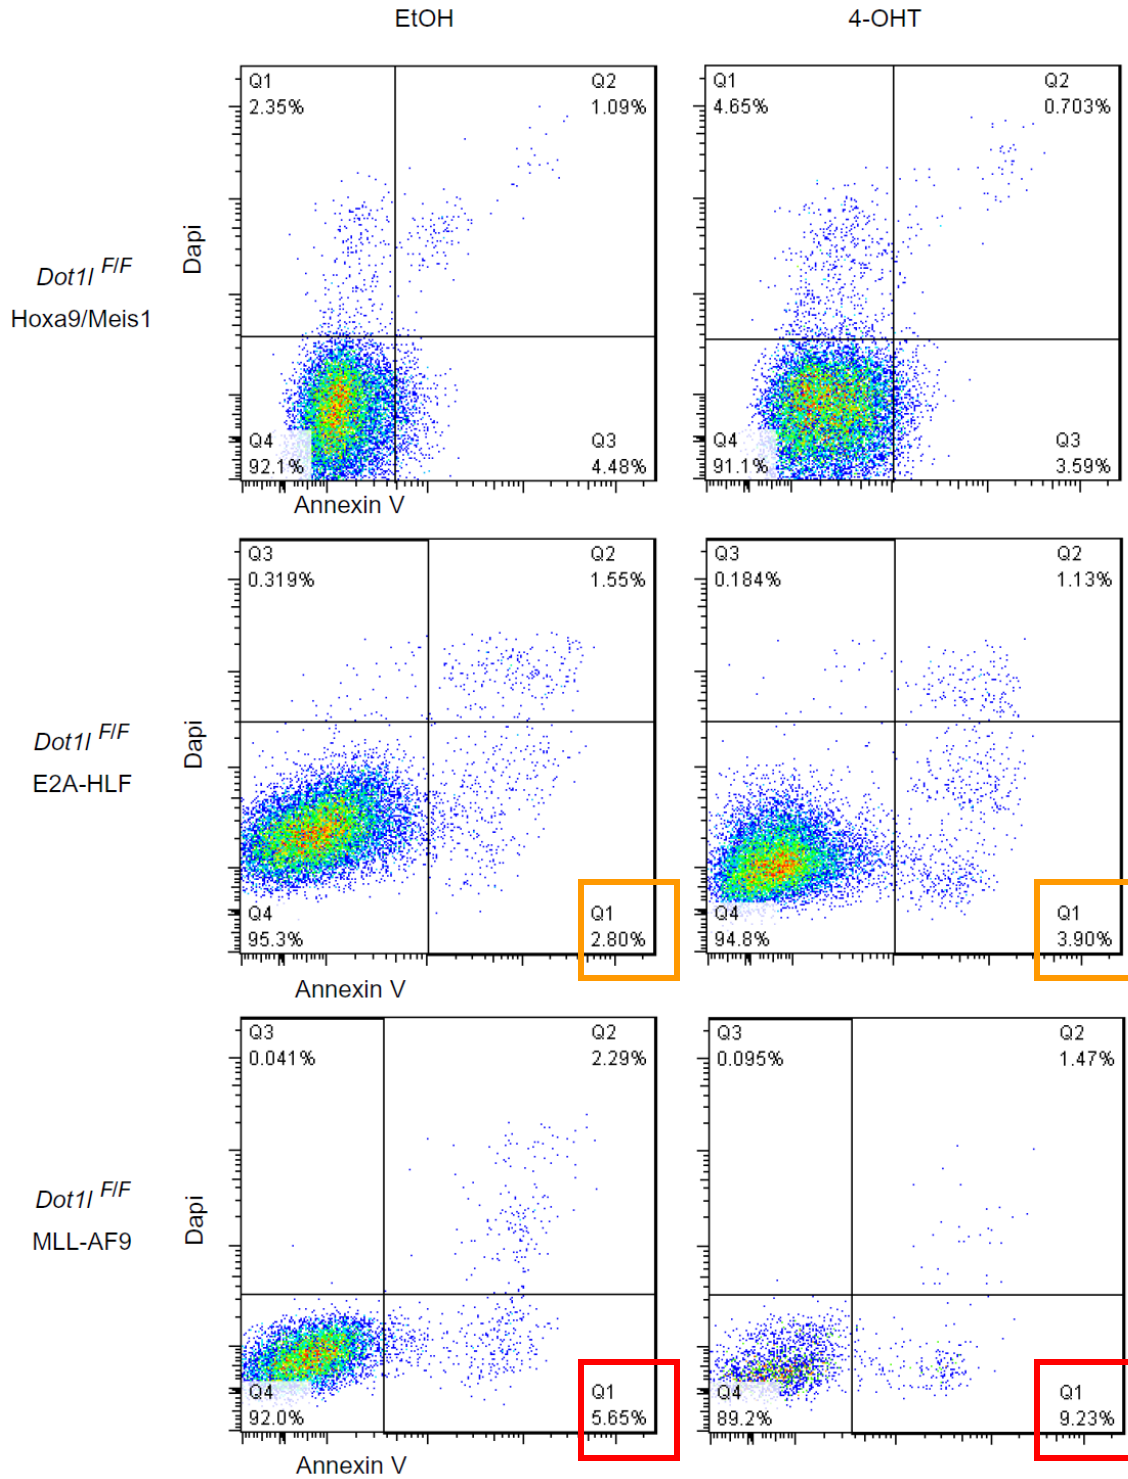 EtOH 4-OHT
Q1 Q2 Q1 Q2
2.35% 1.09% 4.65% 0.703%
Dapi
Dot1l F/F
Hoxa9/Meis1
Q4 Q3 Q4 Q3
92.1% 4.48% 91.1% 3.59%
Annexin V
Q3 Q2 Q3 Q2
0.319% 1.55% 0.184% 1.13%
Dapi
Dot1l F/F
E2A-HLF
Q4 Q1 Q4 Q1
95.3% 2.80% 94.8% 3.90%
Annexin V
Q3 Q2 Q3 Q2
0.041% 2.29% 0.095% 1.47%
Dapi
Dot1l F/F
MLL-AF9
Q4 Q1 Q4 Q1
92.0% 5.65% 89.2% 9.23%
Annexin V